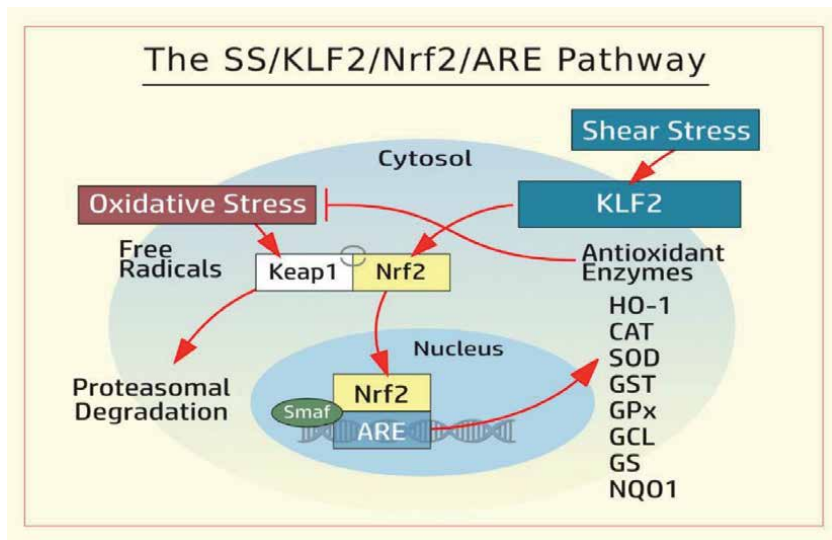 The SS/KLF2/Nrf2/ARE Pathway
Shear Stress
Cytosol
Oxidative Stress
KLF2
Free
Radicals
Keap1
Nrf2
Antioxidant
Enzymes
HO-1
CAT
SOD
GST
GPx
GCL
GS
NQO1
Proteasomal
Degradation
Nucleus
Nrf2
Smaf
ARE